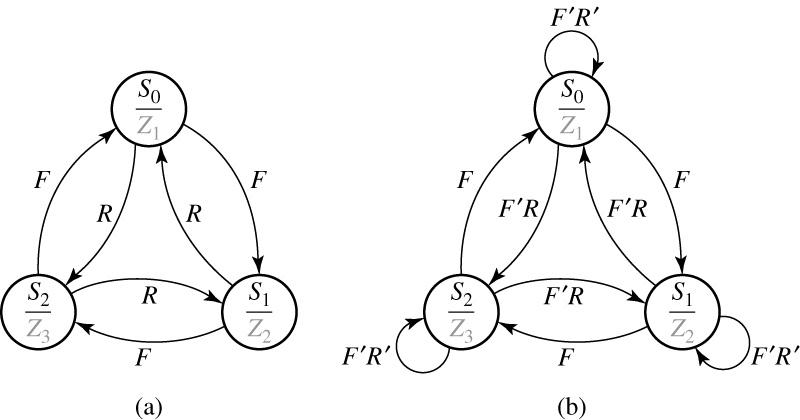 F′R′
S₀ S₀
Z₁ Z₁
F F F F
R R F′R F′R
S₂ S₁ S₂ S₁
R F′R
Z₃ Z₂ Z₃ Z₂
F F′R′ F F′R′
(a) (b)